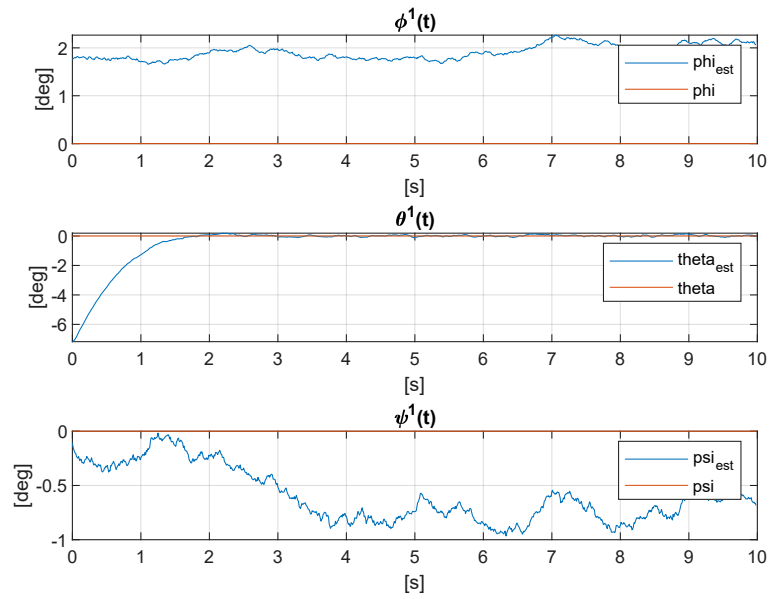 ϕ¹(t)
[deg]
2
1
0
phi_est
phi
0 1 2 3 4 5 6 7 8 9 10
[s]
θ¹(t)
[deg]
0
-2
-4
-6
theta_est
theta
0 1 2 3 4 5 6 7 8 9 10
[s]
ψ¹(t)
[deg]
0
-0.5
-1
psi_est
psi
0 1 2 3 4 5 6 7 8 9 10
[s]